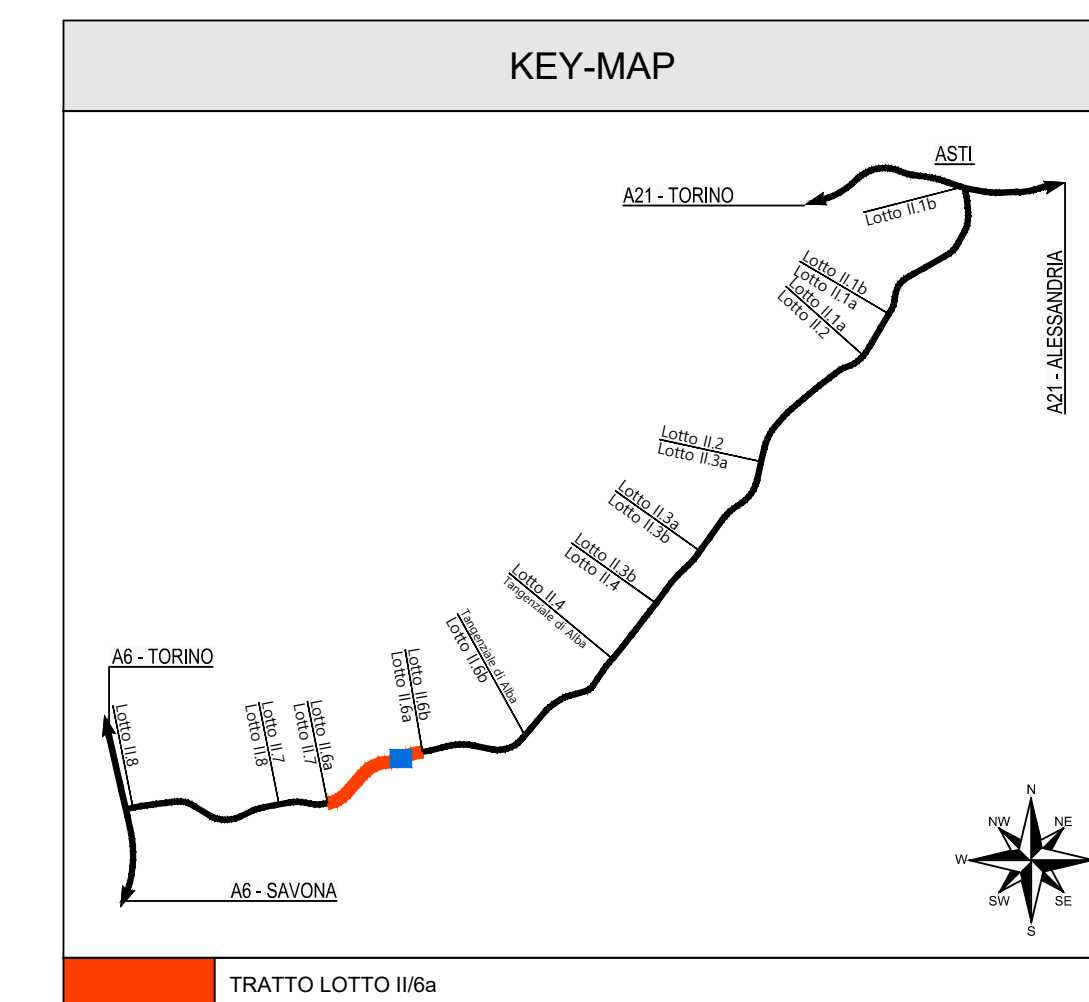 KEY-MAP
ASTI
A21 - TORINO
Lotto II.1b
A21 - ALESSANDRIA
Lotto II.1b
Lotto II.1a
Lotto II.1a
Lotto II.2
Lotto II.2
Lotto II.3a
Lotto II.3a
Lotto II.3b
Lotto II.3b
Lotto II.4
Lotto II.4
Tangenziale di Alba
Tangenziale di Alba
Lotto II.6b
Lotto II.6b
Lotto II.6a
A6 - TORINO
Lotto II.6a
Lotto II.7
Lotto II.7
Lotto II.8
Lotto II.8
A6 - SAVONA
N
NW
NE
W
SW
SE
S
TRATTO LOTTO II/6a